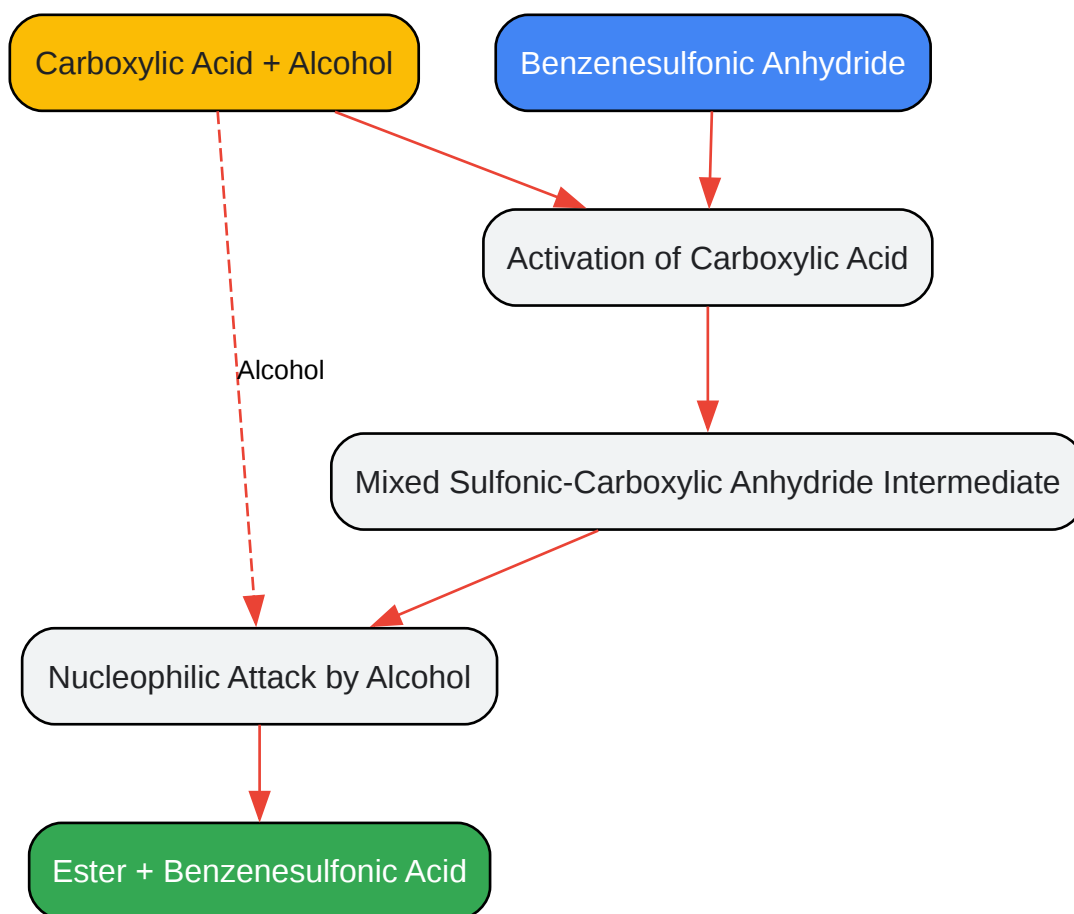 Carboxylic Acid + Alcohol
Benzenesulfonic Anhydride
Activation of Carboxylic Acid
Alcohol
Mixed Sulfonic-Carboxylic Anhydride Intermediate
Nucleophilic Attack by Alcohol
Ester + Benzenesulfonic Acid